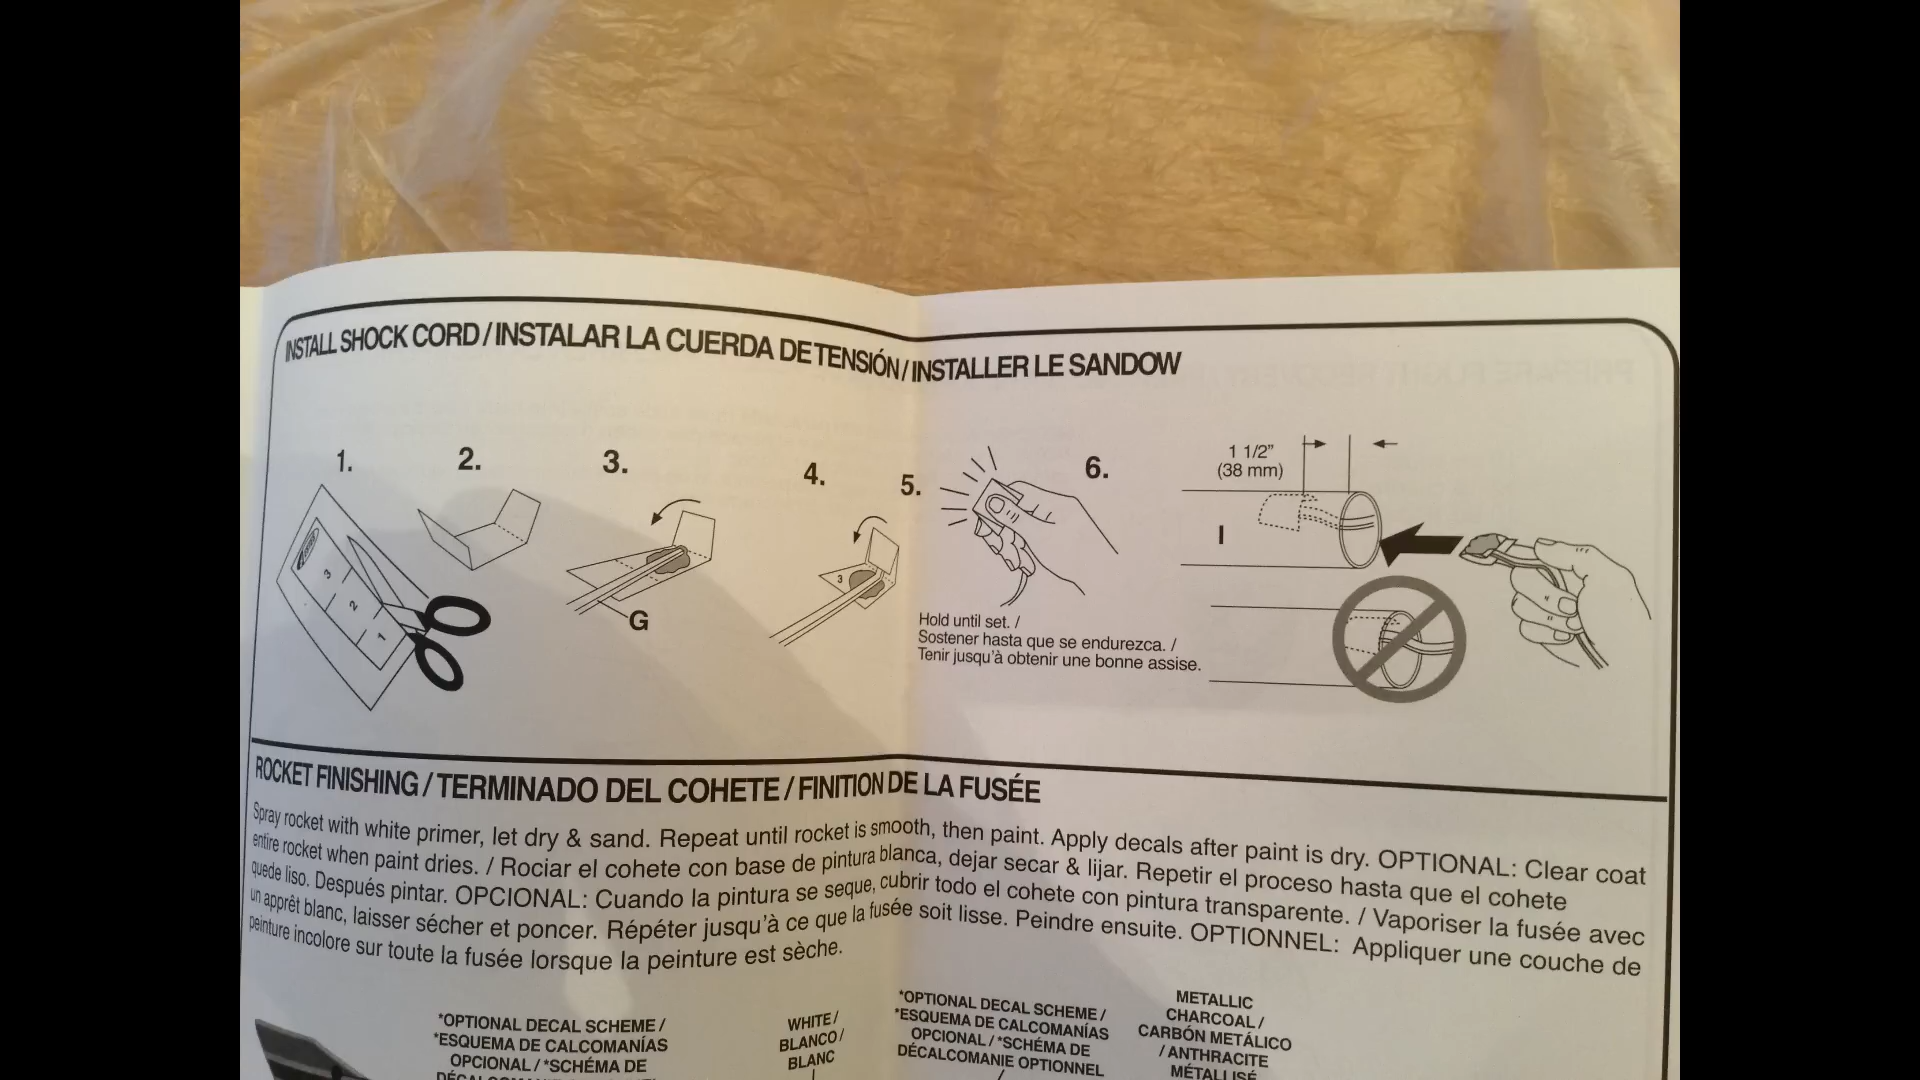 INSTALL SHOCK CORD / INSTALAR LA CUERDA DE TENSIÓN / INSTALLER LE SANDOW
1.
2.
3.
4.
5.
6.
1 1/2"
(38 mm)
3
2
1
3
G
I
Hold until set. /
Sostener hasta que se endurezca. /
Tenir jusqu'à obtenir une bonne assise.
ROCKET FINISHING / TERMINADO DEL COHETE / FINITION DE LA FUSÉE
Spray rocket with white primer, let dry & sand. Repeat until rocket is smooth, then paint. Apply decals after paint is dry. OPTIONAL: Clear coat
entire rocket when paint dries. / Rociar el cohete con base de pintura blanca, dejar secar & lijar. Repetir el proceso hasta que el cohete
quede liso. Después pintar. OPCIONAL: Cuando la pintura se seque, cubrir todo el cohete con pintura transparente. / Vaporiser la fusée avec
un apprêt blanc, laisser sécher et poncer. Répéter jusqu'à ce que la fusée soit lisse. Peindre ensuite. OPTIONNEL: Appliquer une couche de
peinture incolore sur toute la fusée lorsque la peinture est sèche.
*OPTIONAL DECAL SCHEME /
*ESQUEMA DE CALCOMANÍAS
OPCIONAL / *SCHÉMA DE
WHITE /
BLANCO /
BLANC
*OPTIONAL DECAL SCHEME /
*ESQUEMA DE CALCOMANÍAS
OPCIONAL / *SCHÉMA DE
DÉCALCOMANIE OPTIONNEL
METALLIC
CHARCOAL /
CARBÓN METÁLICO
/ ANTHRACITE
MÉTALLISÉ